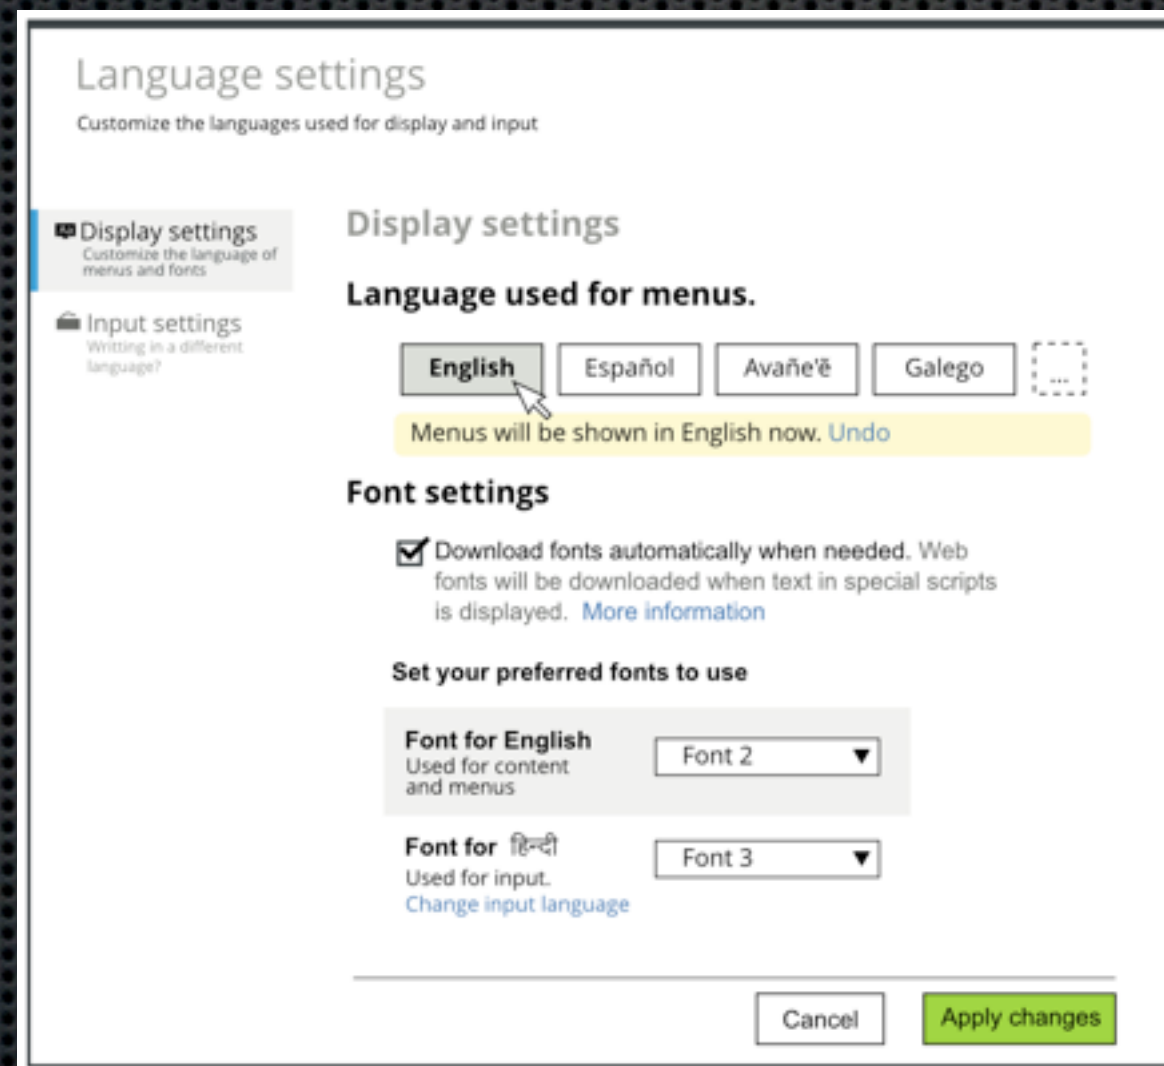 Language settings
Customize the languages used for display and input
Display settings
Customize the language of
menus and fonts
Input settings
Writting in a different
language?
Display settings
Language used for menus.
English Español Avañe'ẽ Galego ...
Menus will be shown in English now. Undo
Font settings
Download fonts automatically when needed. Web
fonts will be downloaded when text in special scripts
is displayed. More information
Set your preferred fonts to use
Font for English
Used for content
and menus
Font 2
Font for हिन्दी
Used for input.
Change input language
Font 3
Cancel Apply changes